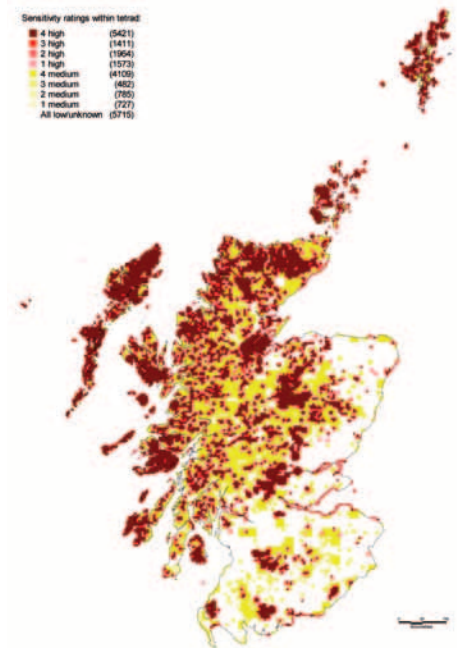 Sensitivity ratings within tetrad:
4 high (5421)
3 high (1411)
2 high (1964)
1 high (1573)
4 medium (4109)
3 medium (482)
2 medium (785)
1 medium (727)
All low/unknown (5715)